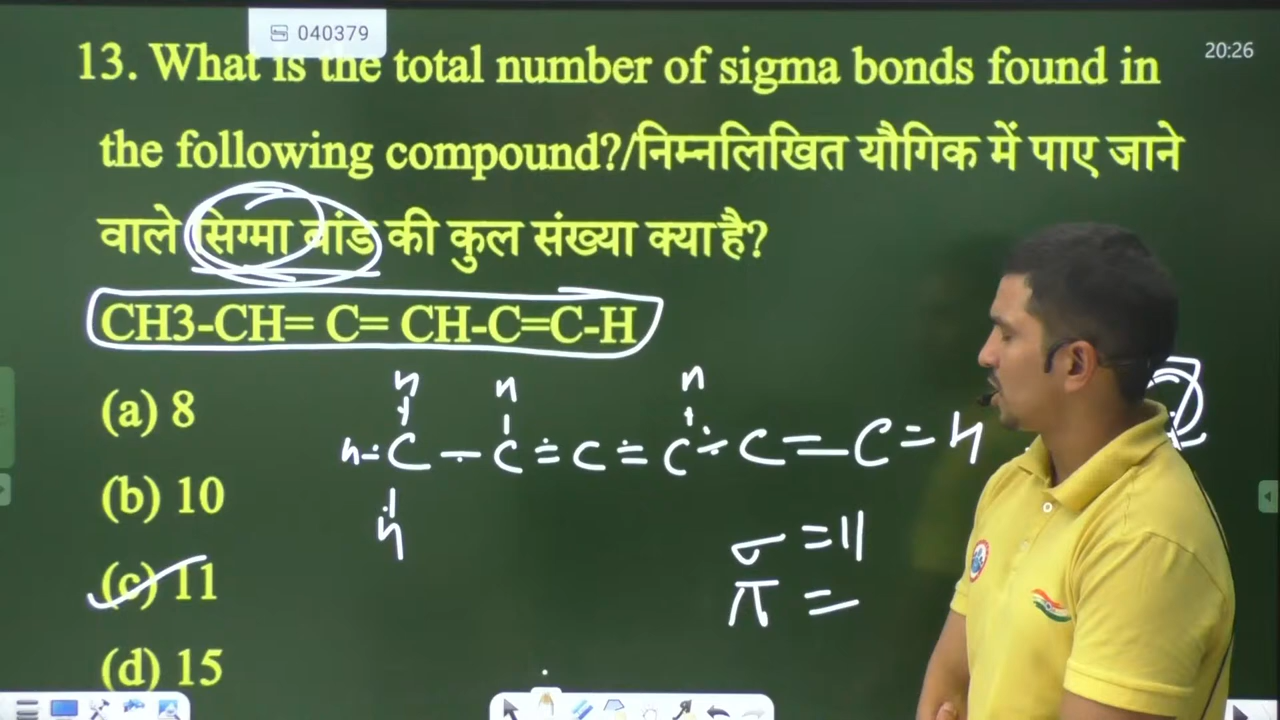 040379
20:26
13. What is the total number of sigma bonds found in
the following compound?/निम्नलिखित यौगिक में पाए जाने
वाले सिग्मा बांड की कुल संख्या क्या है?
CH3-CH= C= CH-C=C-H
(a) 8
(b) 10
(c) 11
(d) 15
H H H
H-C-C=C=C-C=C=H
H
σ =11
π =